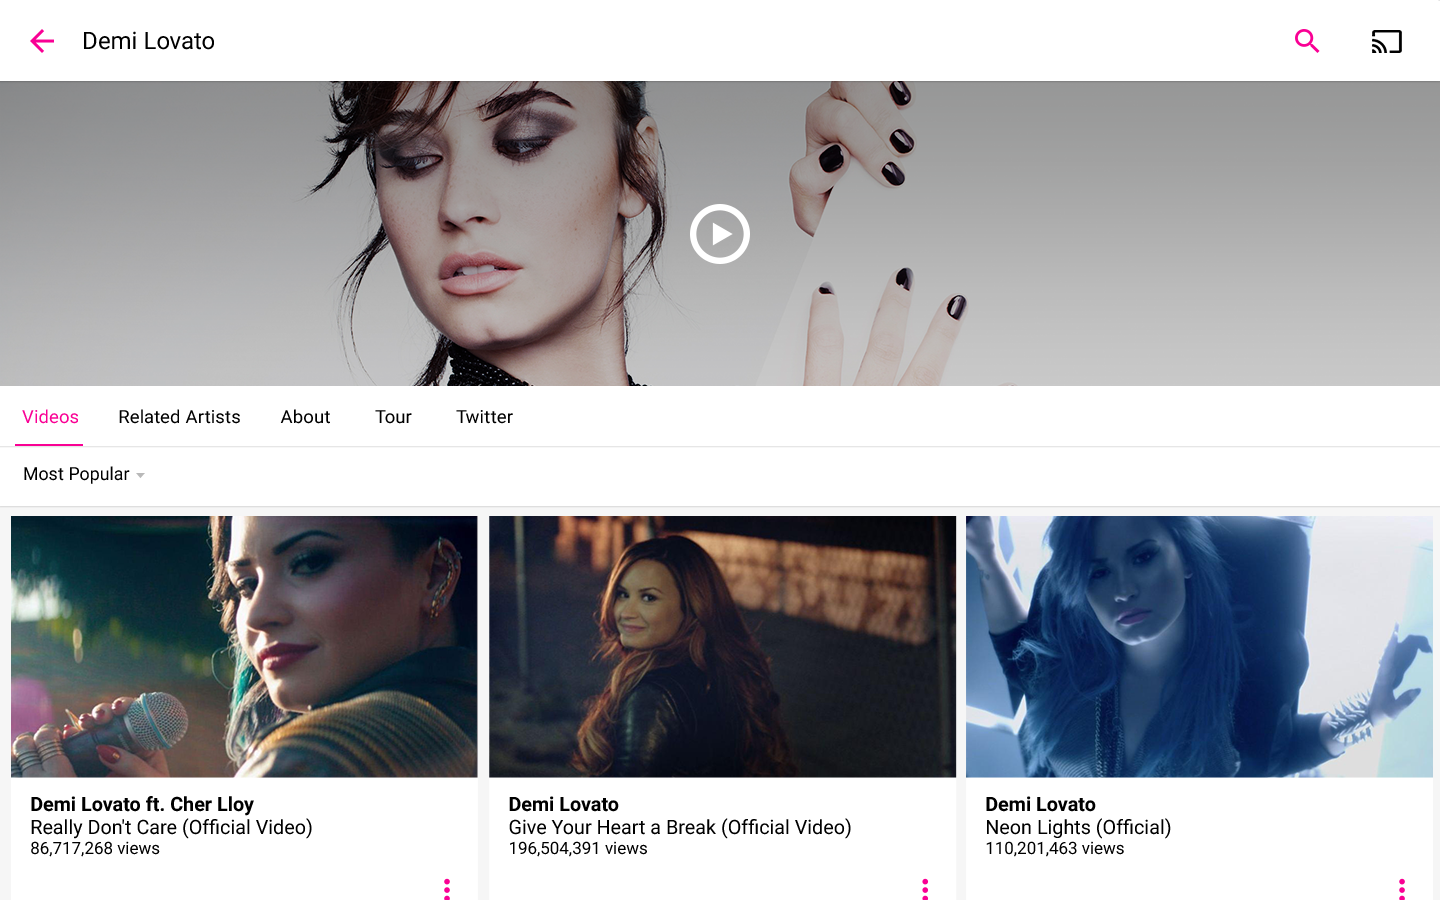 Demi Lovato
Videos Related Artists About Tour Twitter
Most Popular
Demi Lovato ft. Cher Lloy
Really Don't Care (Official Video)
86,717,268 views
Demi Lovato
Give Your Heart a Break (Official Video)
196,504,391 views
Demi Lovato
Neon Lights (Official)
110,201,463 views